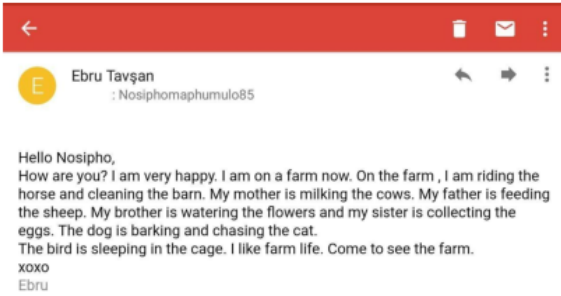 E
Ebru Tavşan
: Nosiphomaphumulo85
Hello Nosipho,
How are you? I am very happy. I am on a farm now. On the farm , I am riding the
horse and cleaning the barn. My mother is milking the cows. My father is feeding
the sheep. My brother is watering the flowers and my sister is collecting the
eggs. The dog is barking and chasing the cat.
The bird is sleeping in the cage. I like farm life. Come to see the farm.
xoxo
Ebru